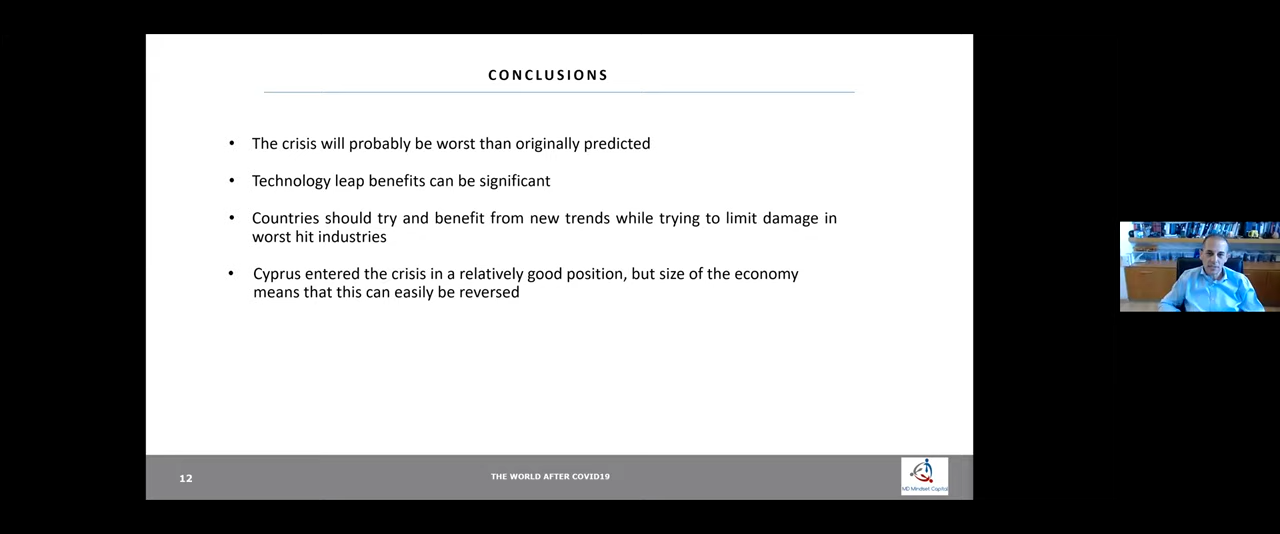 CONCLUSIONS
• The crisis will probably be worst than originally predicted
• Technology leap benefits can be significant
• Countries should try and benefit from new trends while trying to limit damage in
worst hit industries
• Cyprus entered the crisis in a relatively good position, but size of the economy
means that this can easily be reversed
12
THE WORLD AFTER COVID19
MD Mindset Capital